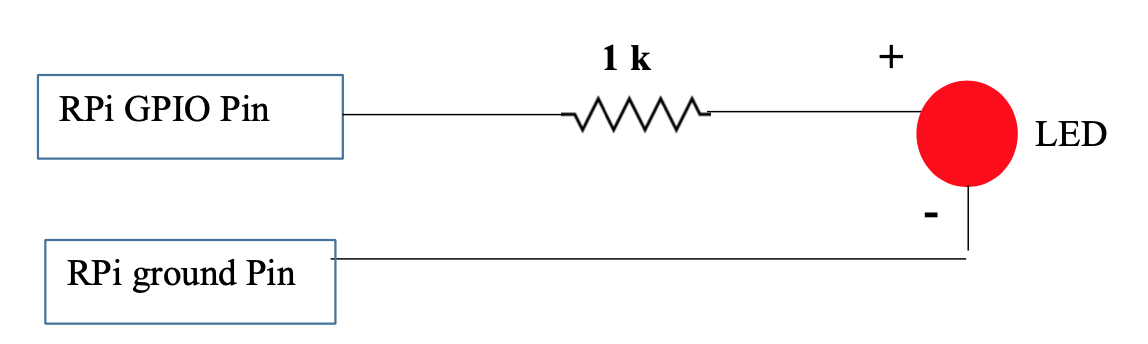 1 k
+
RPi GPIO Pin
LED
-
RPi ground Pin